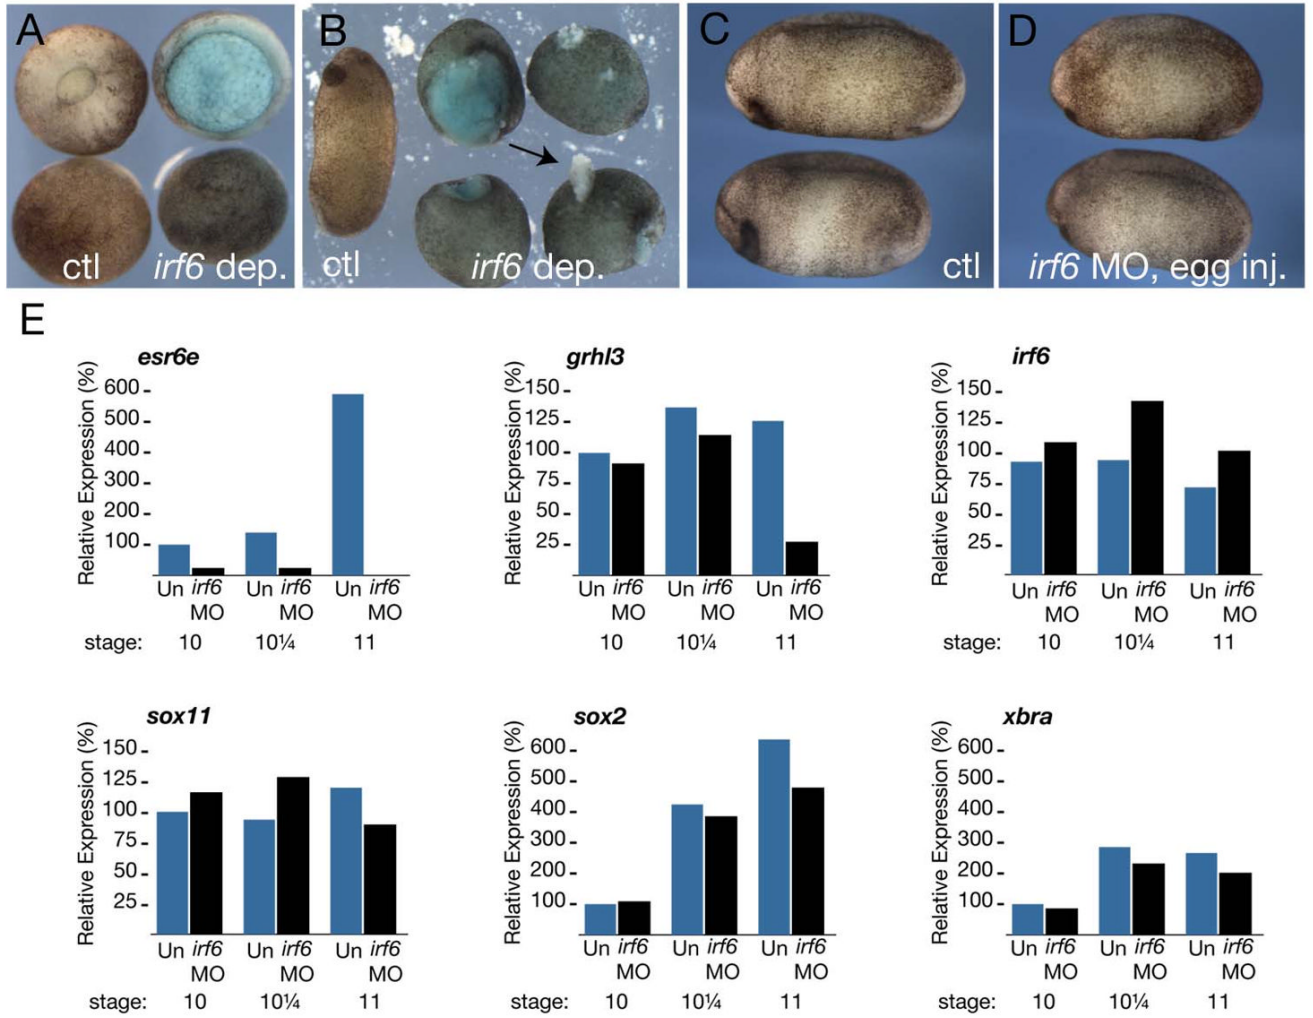 A
ctl
irf6 dep.
B
ctl
irf6 dep.
C
ctl
D
irf6 MO, egg inj.
E
esr6e
Relative Expression (%)
600
500
400
300
200
100
Un irf6 Un irf6 Un irf6
MO MO MO
stage: 10 10¼ 11
grhl3
Relative Expression (%)
150
125
100
75
50
25
Un irf6 Un irf6 Un irf6
MO MO MO
10 10¼ 11
irf6
Relative Expression (%)
150
125
100
75
50
25
Un irf6 Un irf6 Un irf6
MO MO MO
stage: 10 10¼ 11
sox11
Relative Expression (%)
150
125
100
75
50
25
Un irf6 Un irf6 Un irf6
MO MO MO
stage: 10 10¼ 11
sox2
Relative Expression (%)
600
500
400
300
200
100
Un irf6 Un irf6 Un irf6
MO MO MO
stage: 10 10¼ 11
xbra
Relative Expression (%)
600
500
400
300
200
100
Un irf6 Un irf6 Un irf6
MO MO MO
stage: 10 10¼ 11